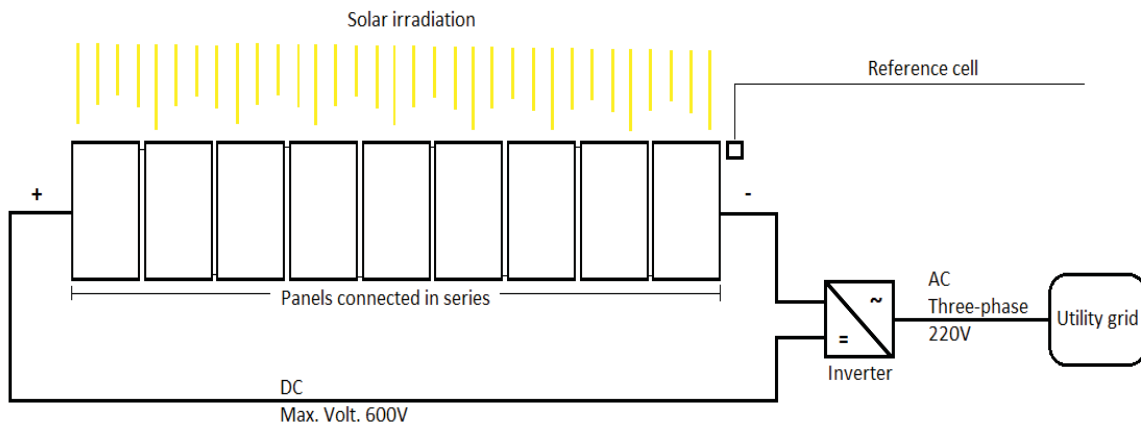 Solar irradiation
Reference cell
+
-
Panels connected in series
~
=
Inverter
AC
Three-phase
220V
Utility grid
DC
Max. Volt. 600V